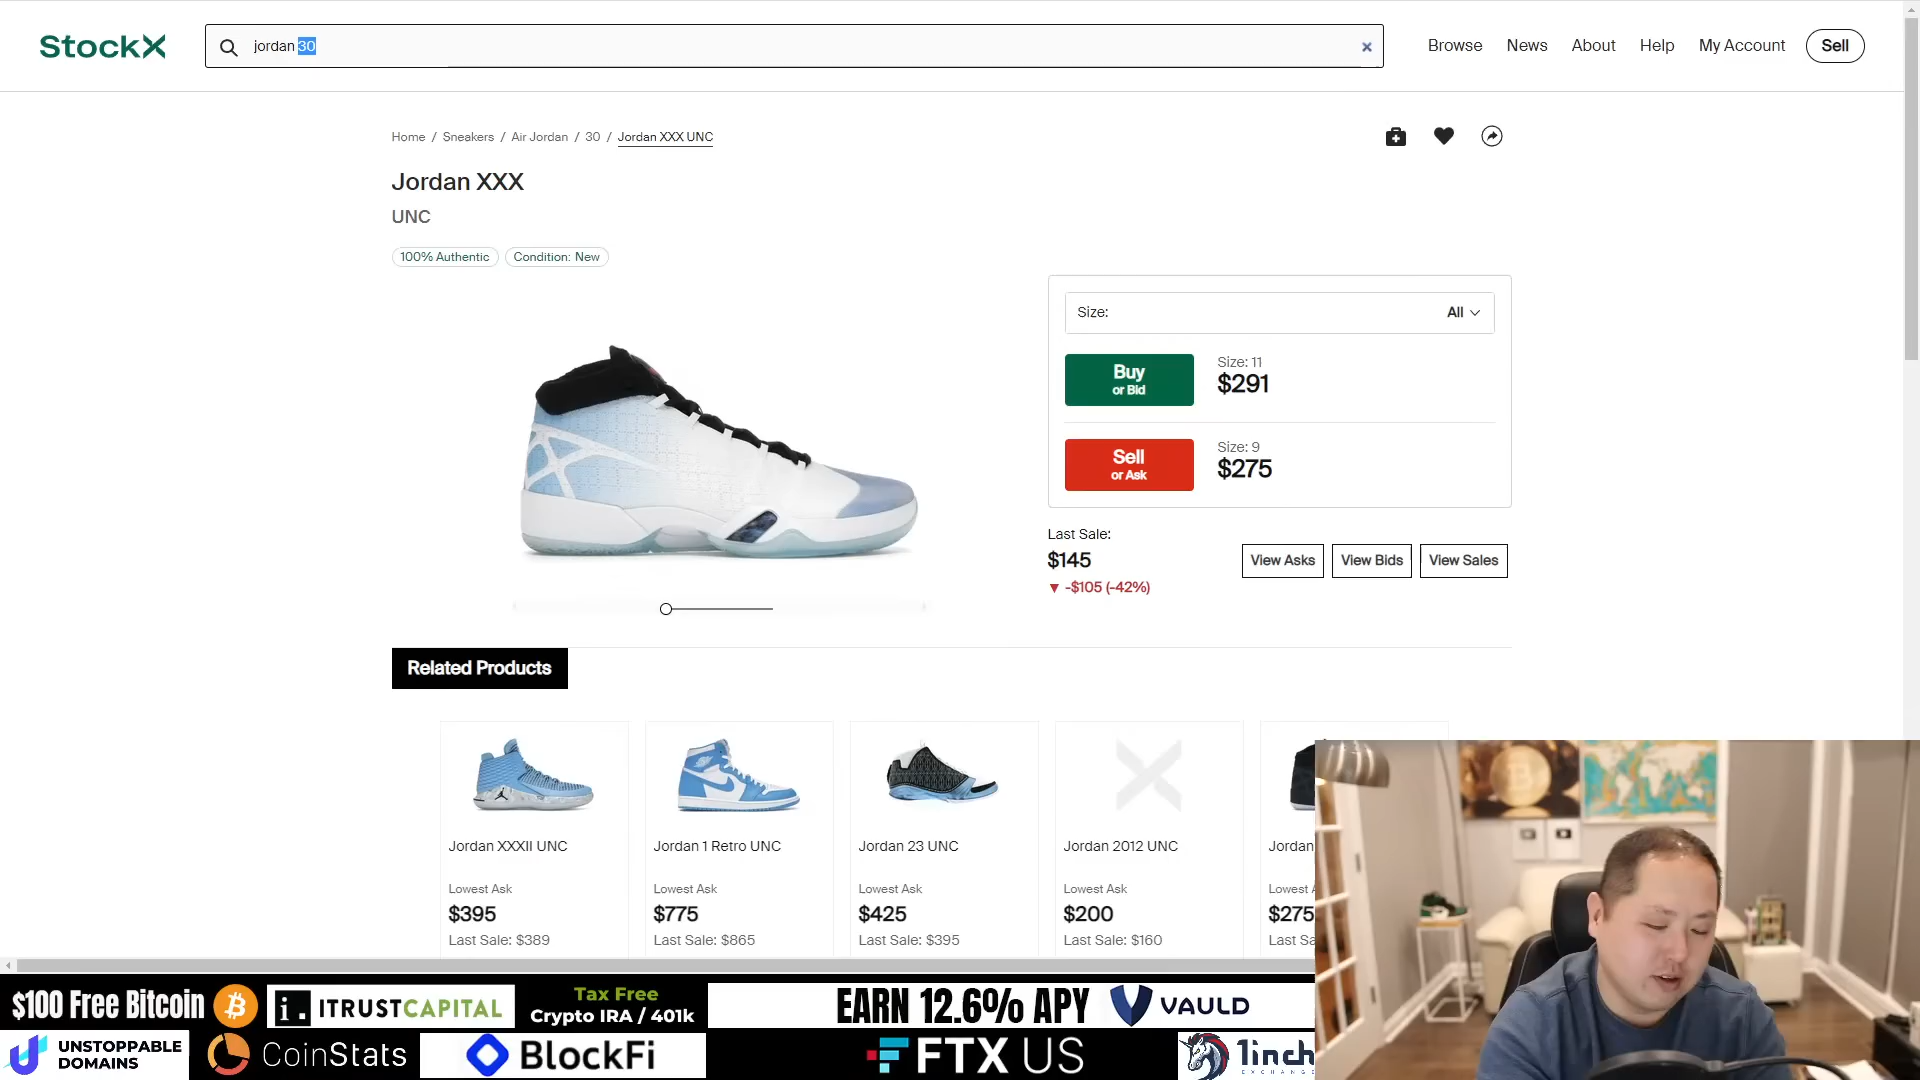 StockX
jordan 30
Browse
News
About
Help
My Account
Sell
Home / Sneakers / Air Jordan / 30 / Jordan XXX UNC
Jordan XXX
UNC
100% Authentic
Condition: New
Size:
All
Buy
or Bid
Size: 11
$291
Sell
or Ask
Size: 9
$275
Last Sale:
$145
▼ -$105 (-42%)
View Asks
View Bids
View Sales
Related Products
Jordan XXXII UNC
Lowest Ask
$395
Last Sale: $389
Jordan 1 Retro UNC
Lowest Ask
$775
Last Sale: $865
Jordan 23 UNC
Lowest Ask
$425
Last Sale: $395
Jordan 2012 UNC
Lowest Ask
$200
Last Sale: $160
Jordan
Lowest
$275
Last
$100 Free Bitcoin
i. ITRUSTCAPITAL
Tax Free
Crypto IRA / 401k
EARN 12.6% APY
VAULD
UNSTOPPABLE
DOMAINS
CoinStats
BlockFi
FTX US
1inch
EXCHANGE